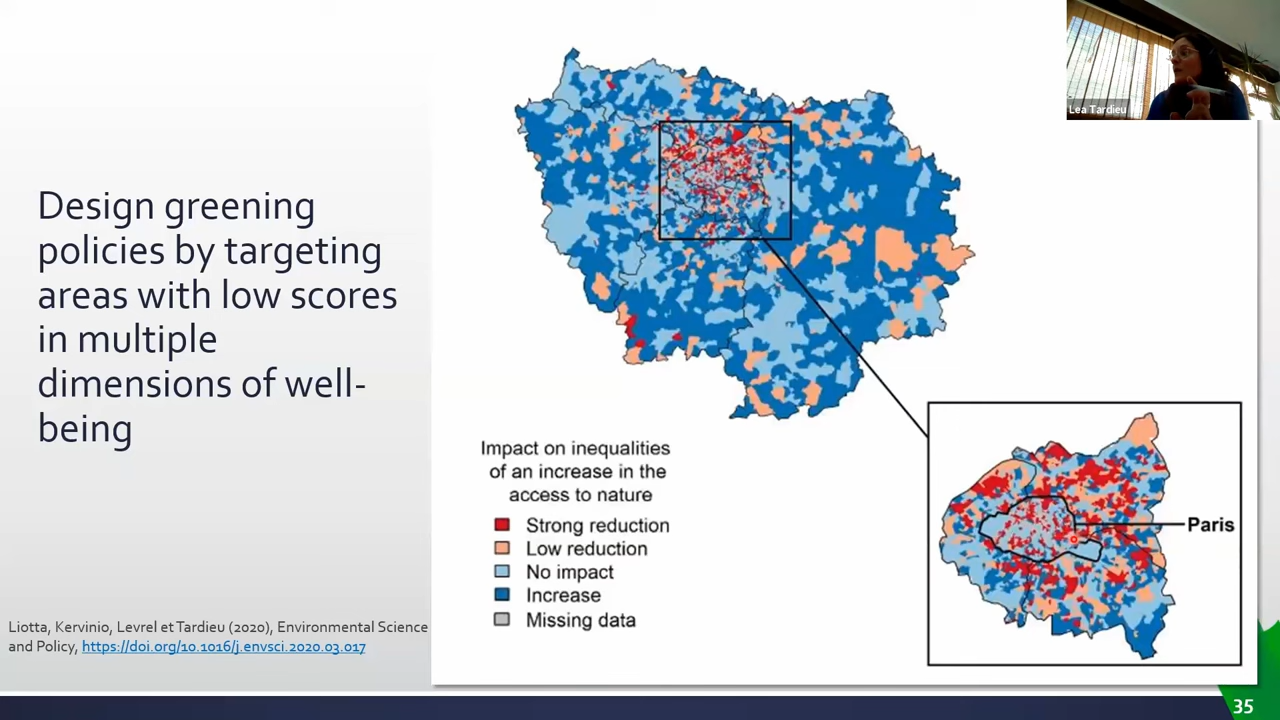 Lea Tardieu
Design greening
policies by targeting
areas with low scores
in multiple
dimensions of well-
being
Impact on inequalities
of an increase in the
access to nature
Strong reduction
Low reduction
No impact
Increase
Missing data
Paris
Liotta, Kervinio, Levrel et Tardieu (2020), Environmental Science
and Policy, https://doi.org/10.1016/j.envsci.2020.03.017
35